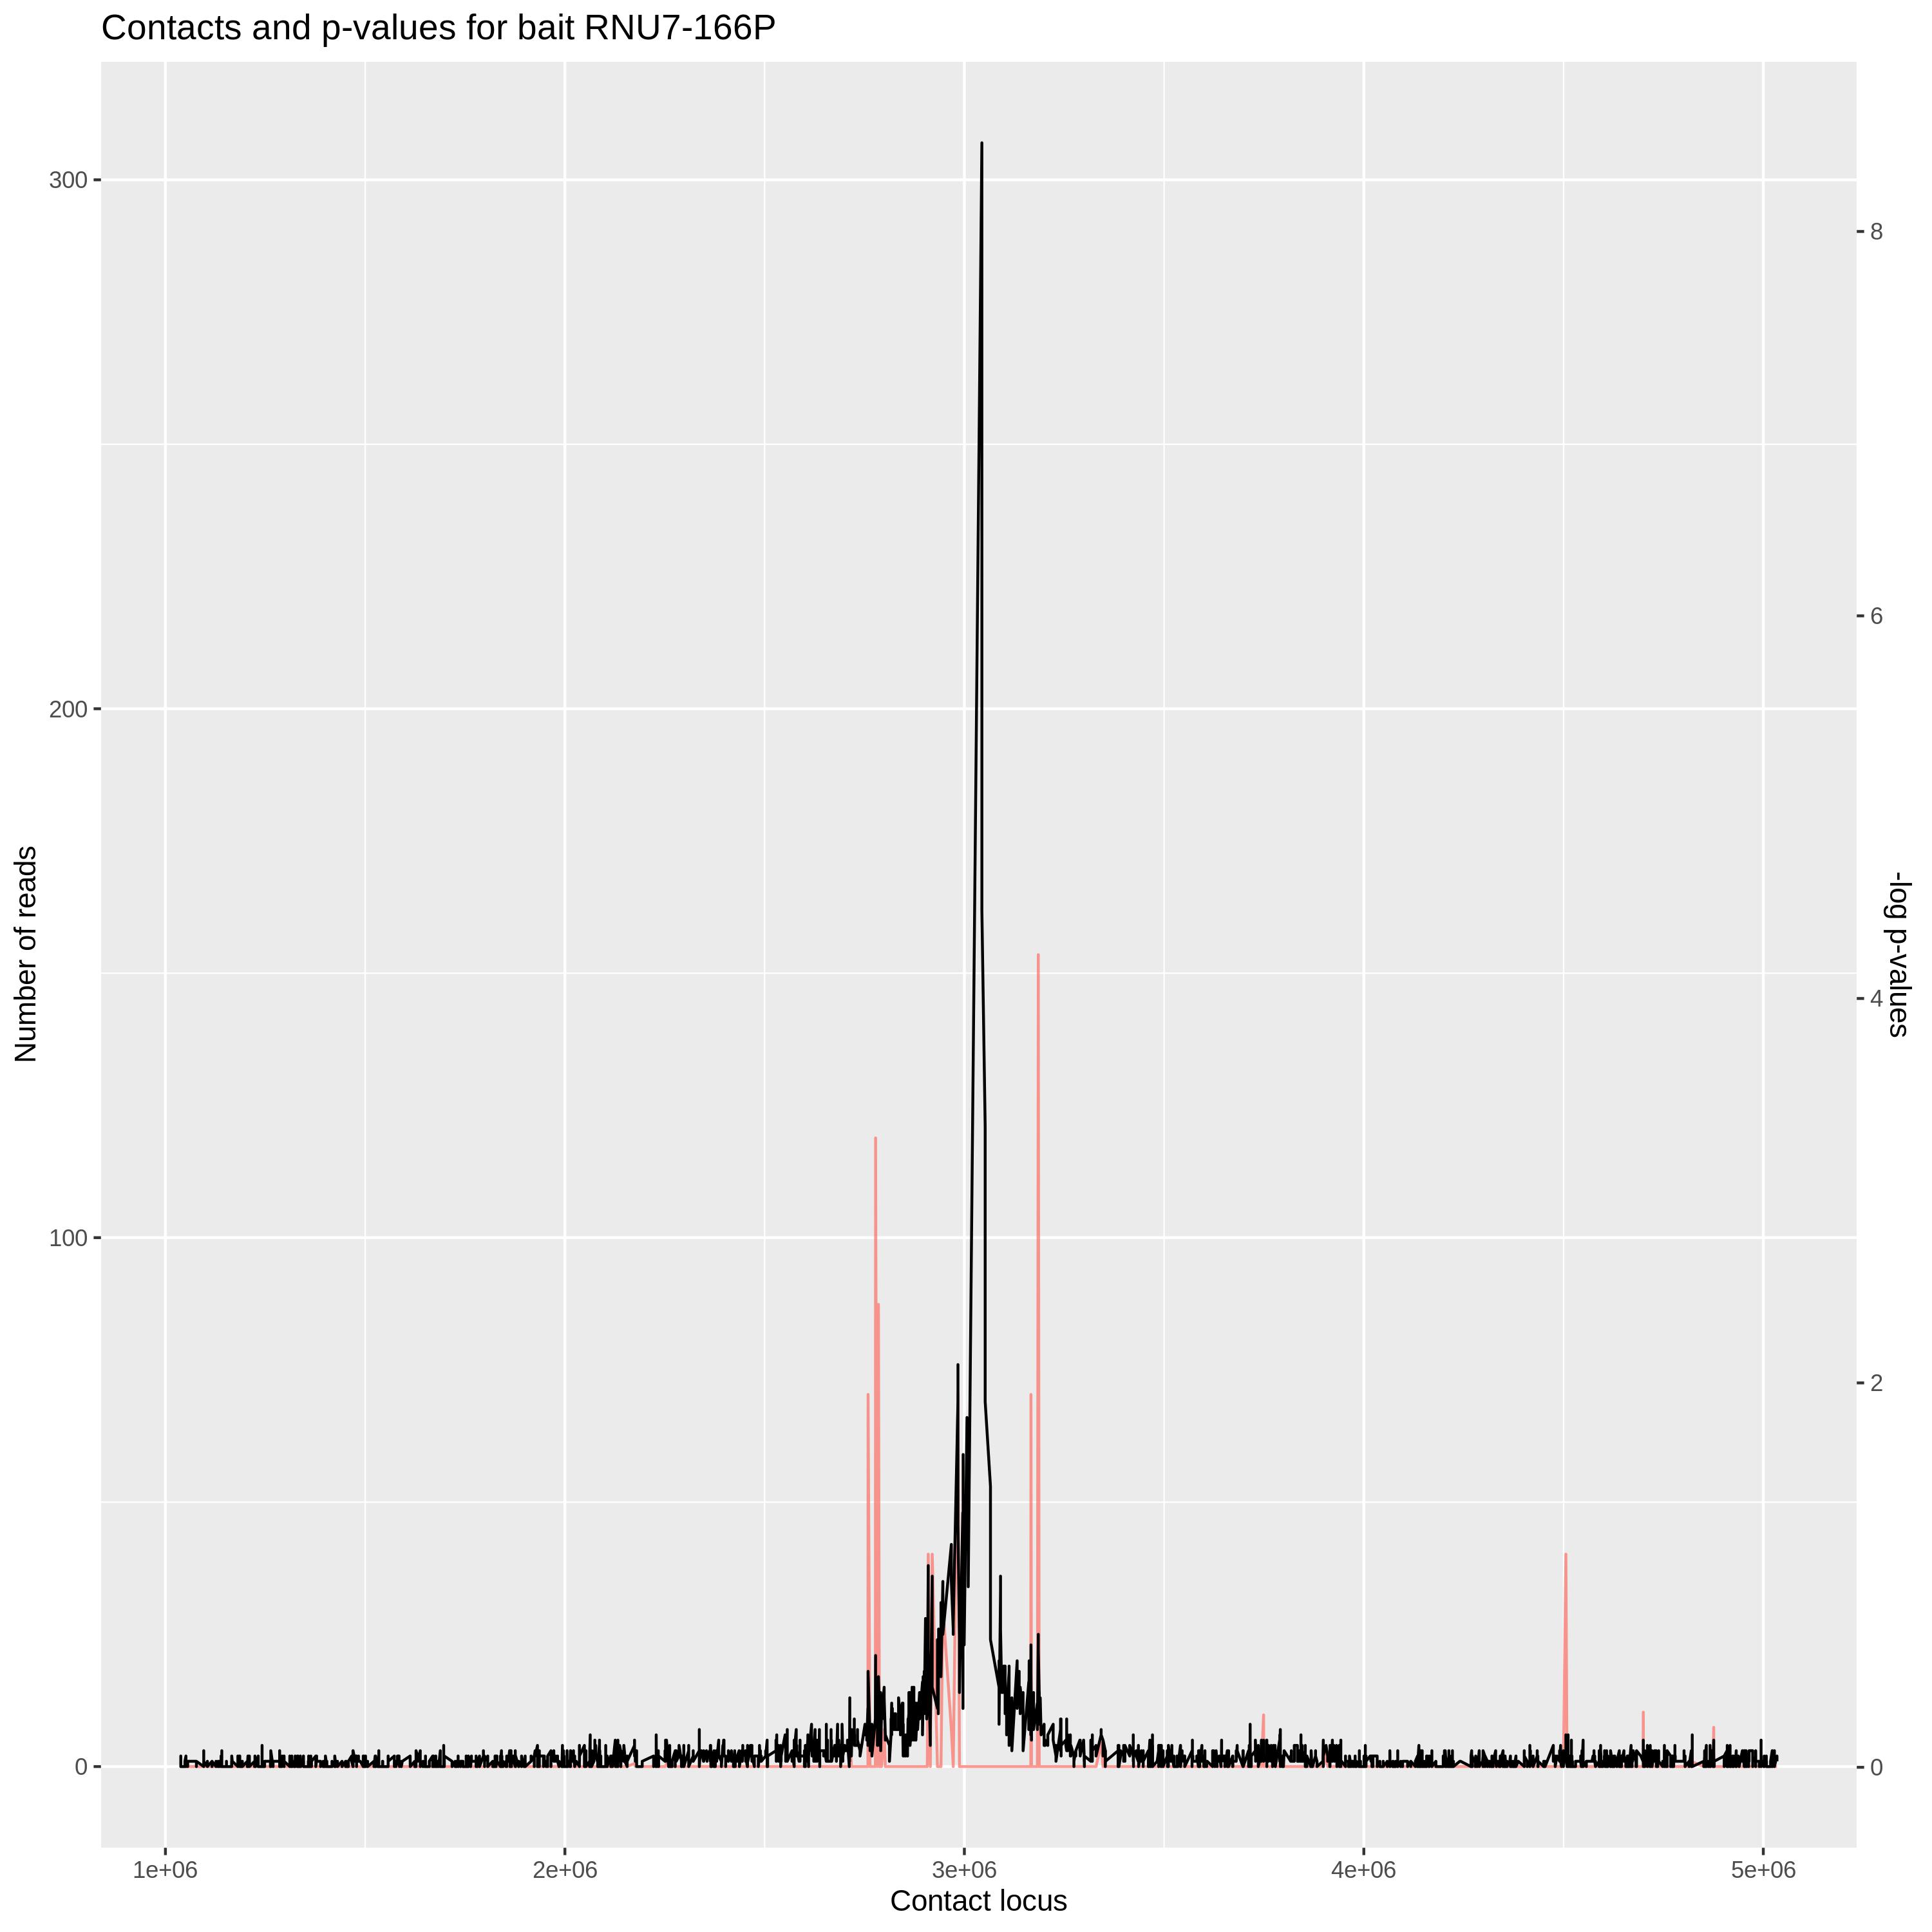 Contacts and p-values for bait RNU7-166P
300
200
100
0
Number of reads
8
6
4
2
0
-log p-values
1e+06
2e+06
3e+06
4e+06
5e+06
Contact locus